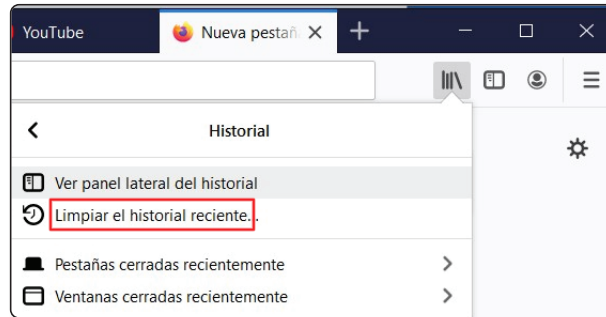 YouTube
Nueva pestañ
Historial
Ver panel lateral del historial
Limpiar el historial reciente...
Pestañas cerradas recientemente
Ventanas cerradas recientemente